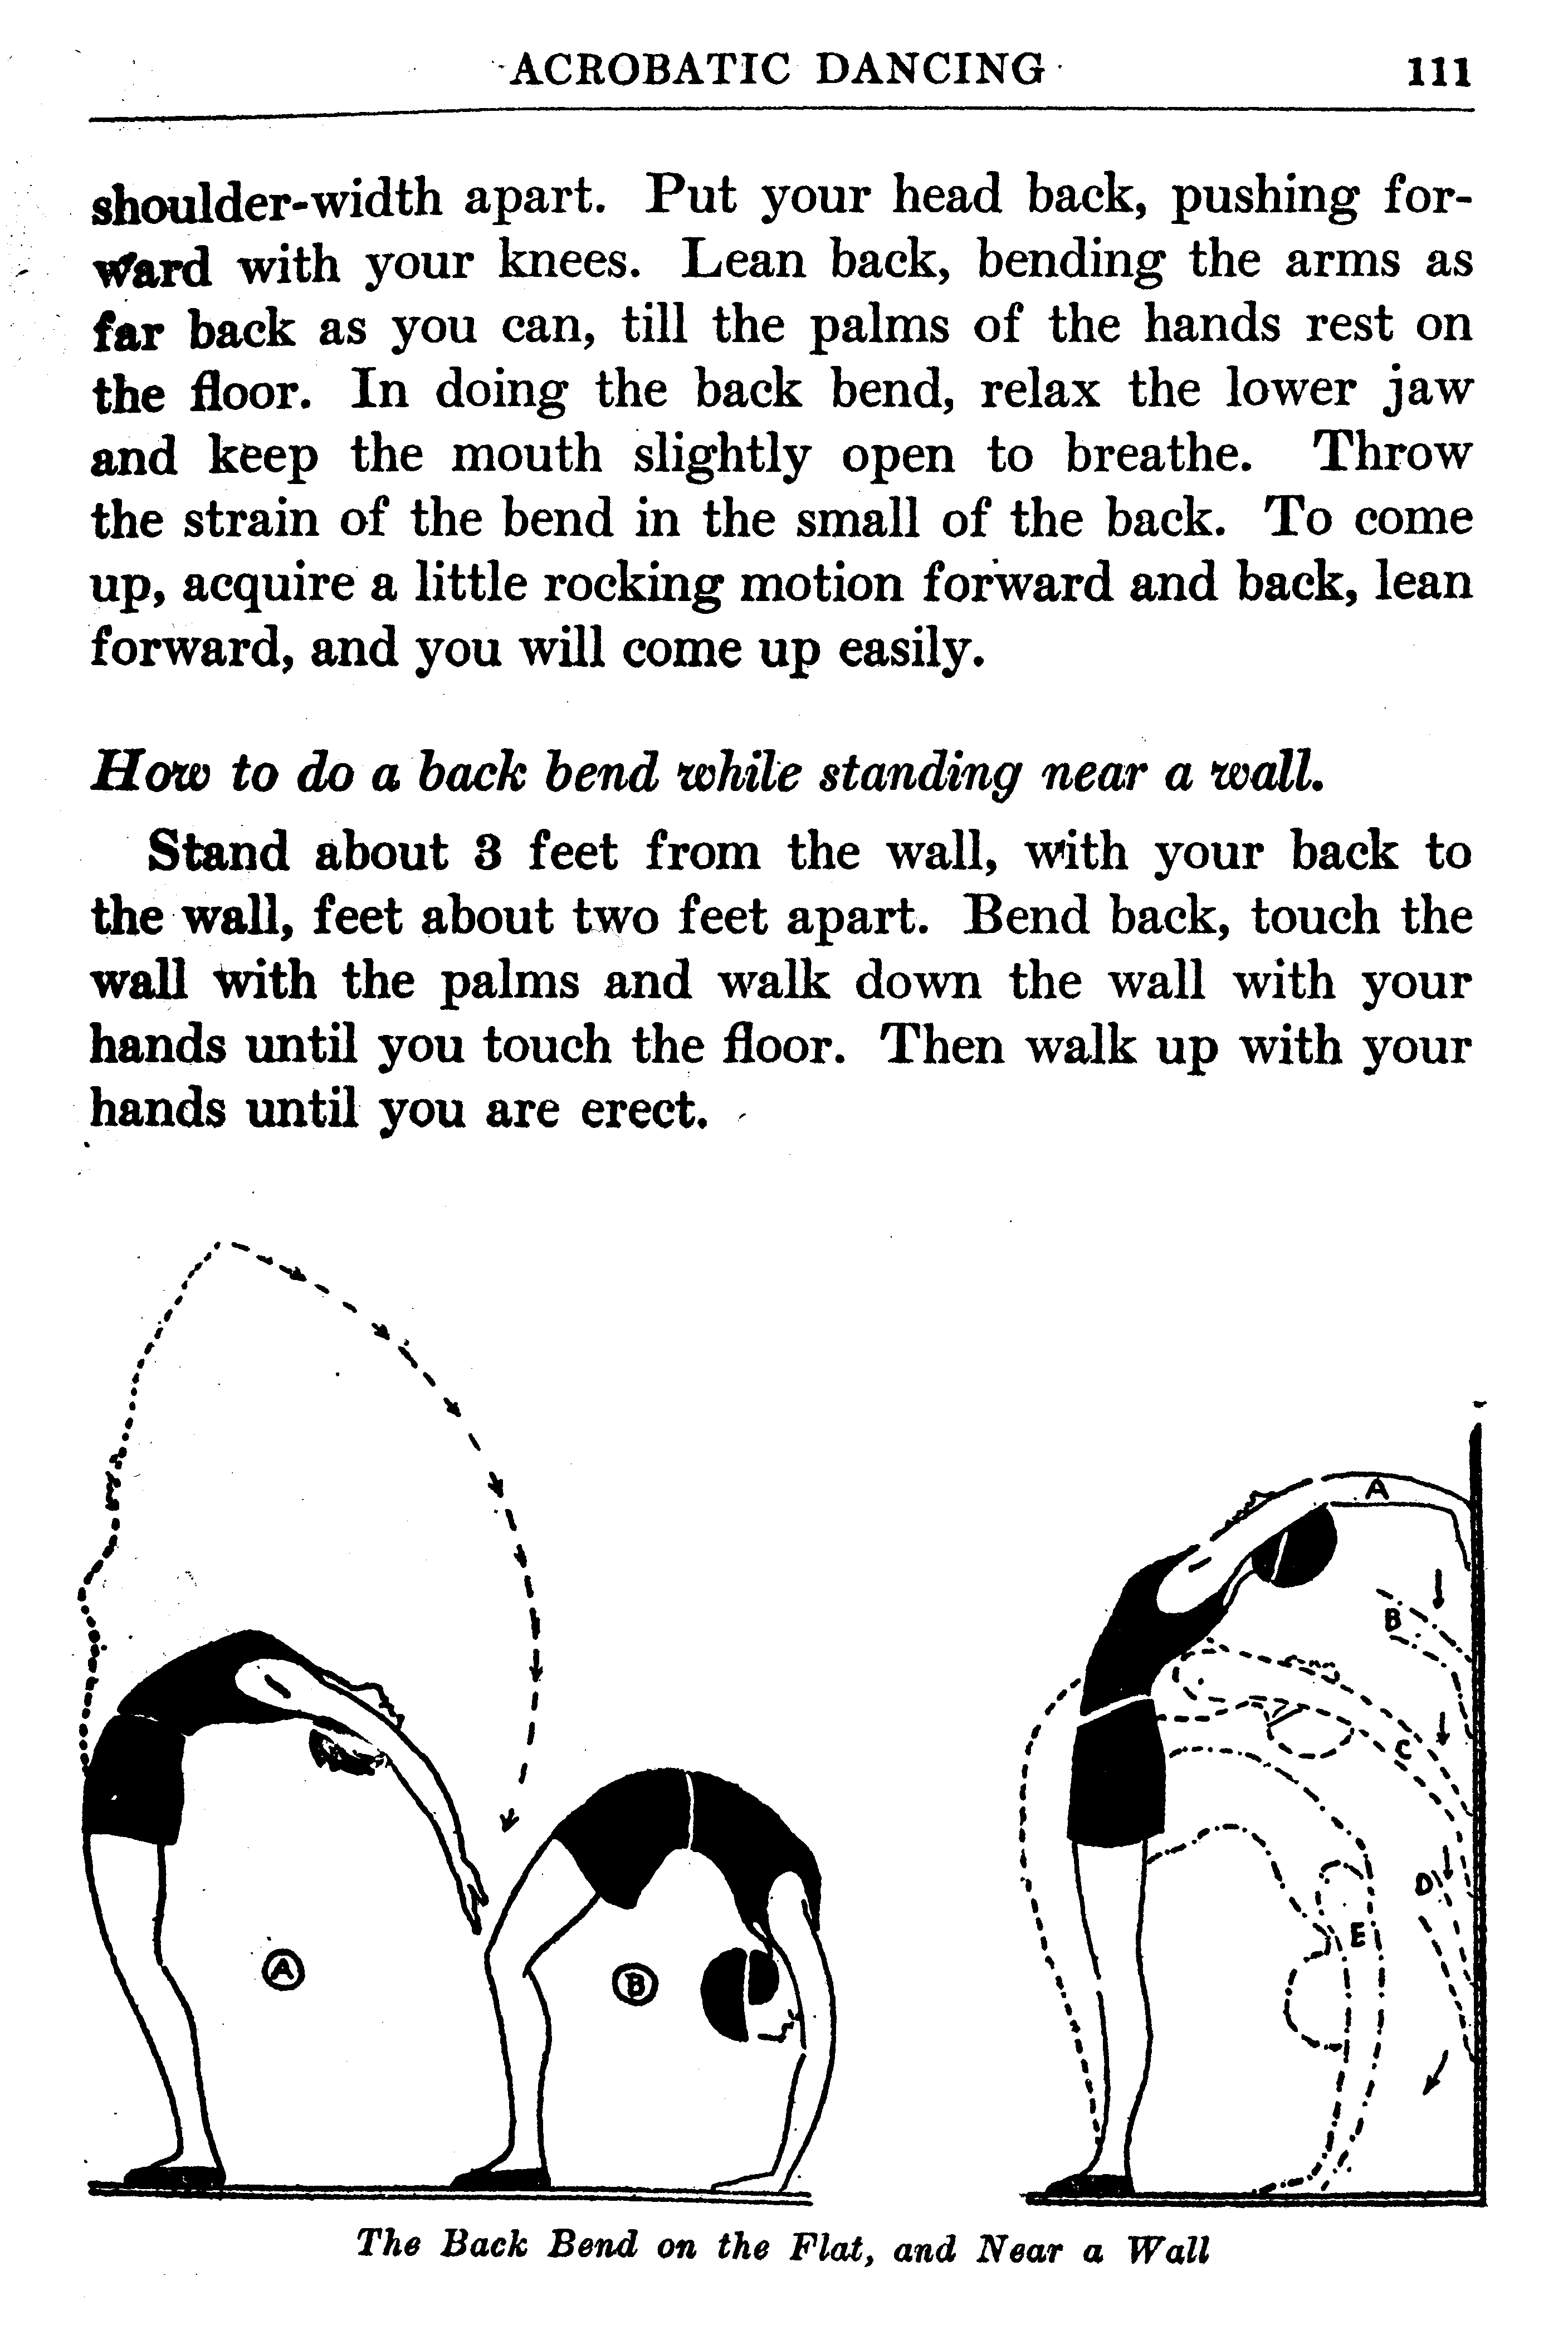 ACROBATIC DANCING 111
shoulder-width apart. Put your head back, pushing for-
ward with your knees. Lean back, bending the arms as
far back as you can, till the palms of the hands rest on
the floor. In doing the back bend, relax the lower jaw
and keep the mouth slightly open to breathe. Throw
the strain of the bend in the small of the back. To come
up, acquire a little rocking motion forward and back, lean
forward, and you will come up easily.
How to do a back bend while standing near a wall.
Stand about 3 feet from the wall, with your back to
the wall, feet about two feet apart. Bend back, touch the
wall with the palms and walk down the wall with your
hands until you touch the floor. Then walk up with your
hands until you are erect.
A
B
A
B
C
D
E
The Back Bend on the Flat, and Near a Wall